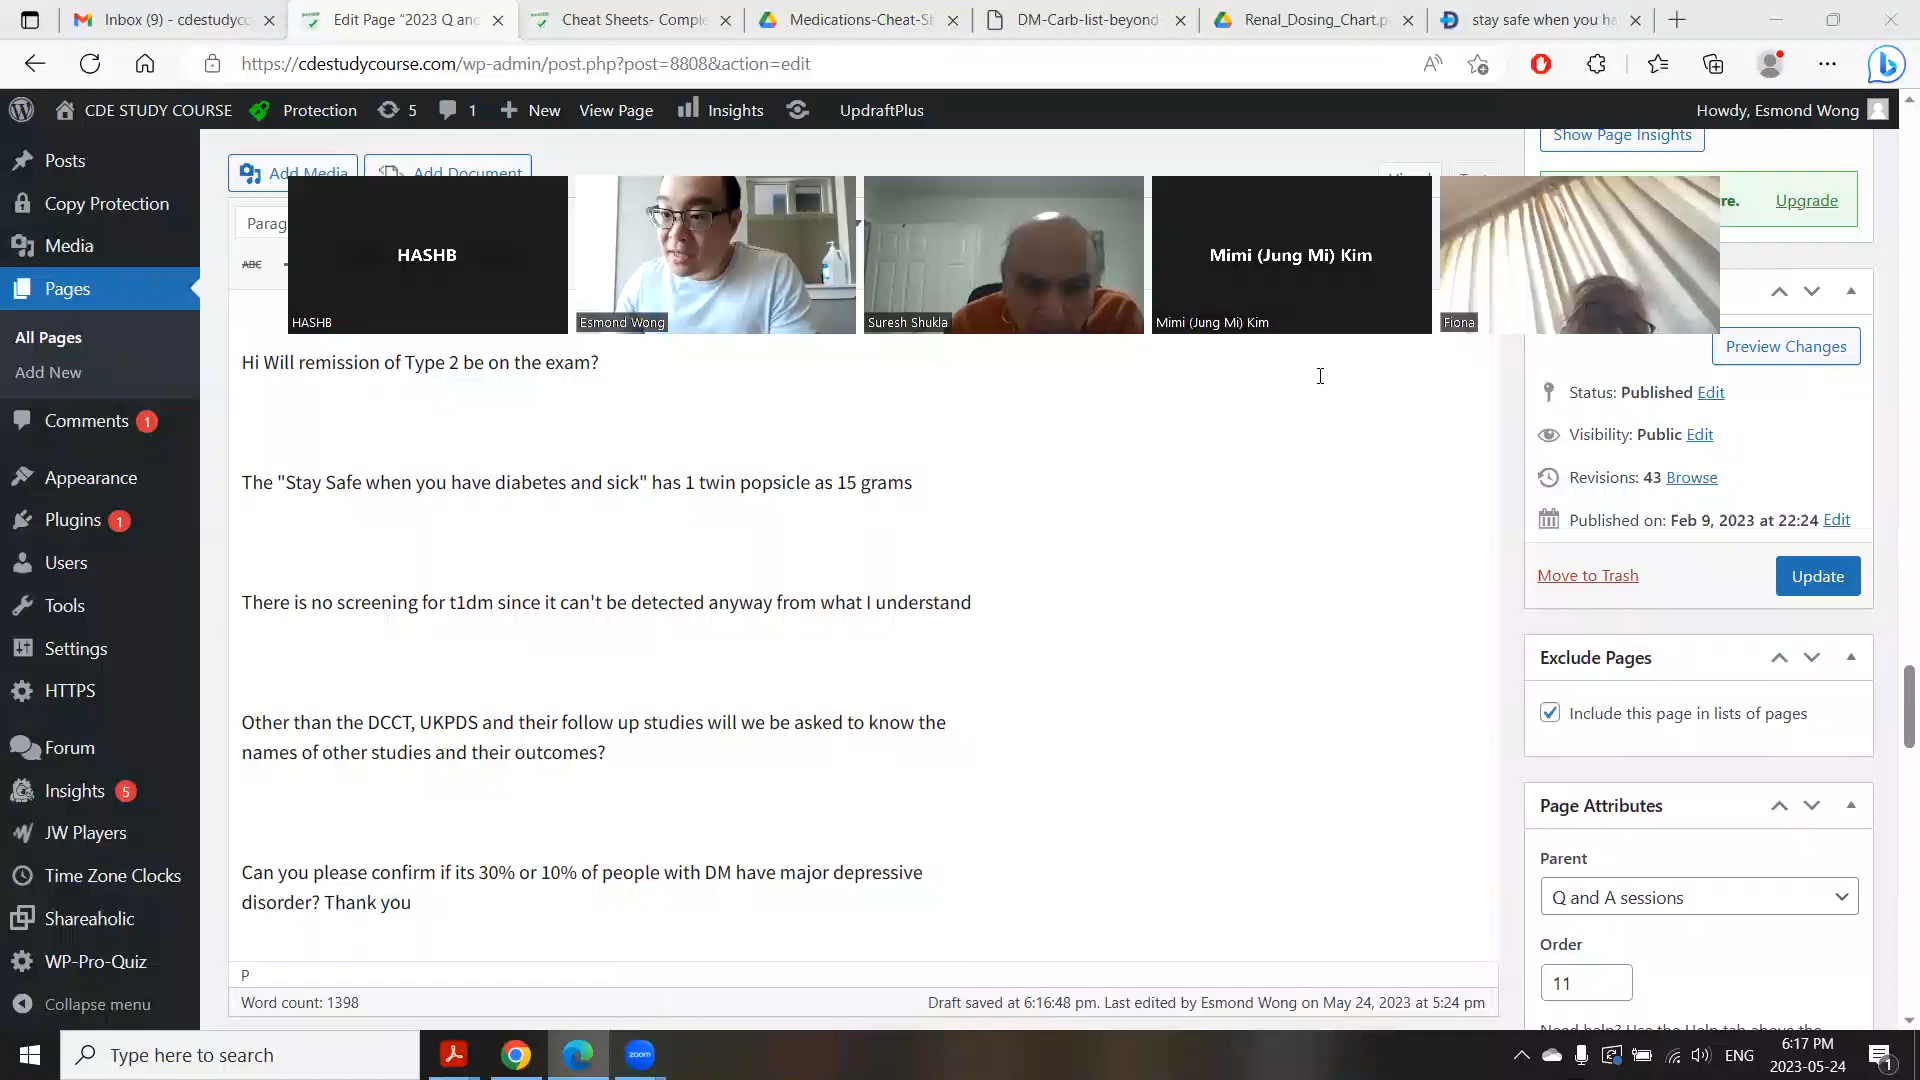 Inbox (9) - cdestudyco
Edit Page “2023 Q an
Cheat Sheets- Comple
Medications-Cheat-S
DM-Carb-list-beyond
Renal_Dosing_Chart.p
stay safe when you ha
https://cdestudycourse.com/wp-admin/post.php?post=8808&action=edit
CDE STUDY COURSE
Protection
5
1
New
View Page
Insights
UpdraftPlus
Howdy, Esmond Wong
Posts
Copy Protection
Media
Pages
All Pages
Add New
Comments 1
Appearance
Plugins 1
Users
Tools
Settings
HTTPS
Forum
Insights 5
JW Players
Time Zone Clocks
Shareaholic
WP-Pro-Quiz
Collapse menu
Add Media
Add Document
Parag
ABC
HASHB
HASHB
Esmond Wong
Suresh Shukla
Mimi (Jung Mi) Kim
Mimi (Jung Mi) Kim
Fiona
Hi Will remission of Type 2 be on the exam?
The "Stay Safe when you have diabetes and sick" has 1 twin popsicle as 15 grams
There is no screening for t1dm since it can't be detected anyway from what I understand
Other than the DCCT, UKPDS and their follow up studies will we be asked to know the
names of other studies and their outcomes?
Can you please confirm if its 30% or 10% of people with DM have major depressive
disorder? Thank you
P
Word count: 1398
Draft saved at 6:16:48 pm. Last edited by Esmond Wong on May 24, 2023 at 5:24 pm
Show Page Insights
re.
Upgrade
Preview Changes
Status: Published Edit
Visibility: Public Edit
Revisions: 43 Browse
Published on: Feb 9, 2023 at 22:24 Edit
Move to Trash
Update
Exclude Pages
Include this page in lists of pages
Page Attributes
Parent
Q and A sessions
Order
11
Need help? Use the Help tab above the
Type here to search
zoom
ENG
6:17 PM
2023-05-24
1